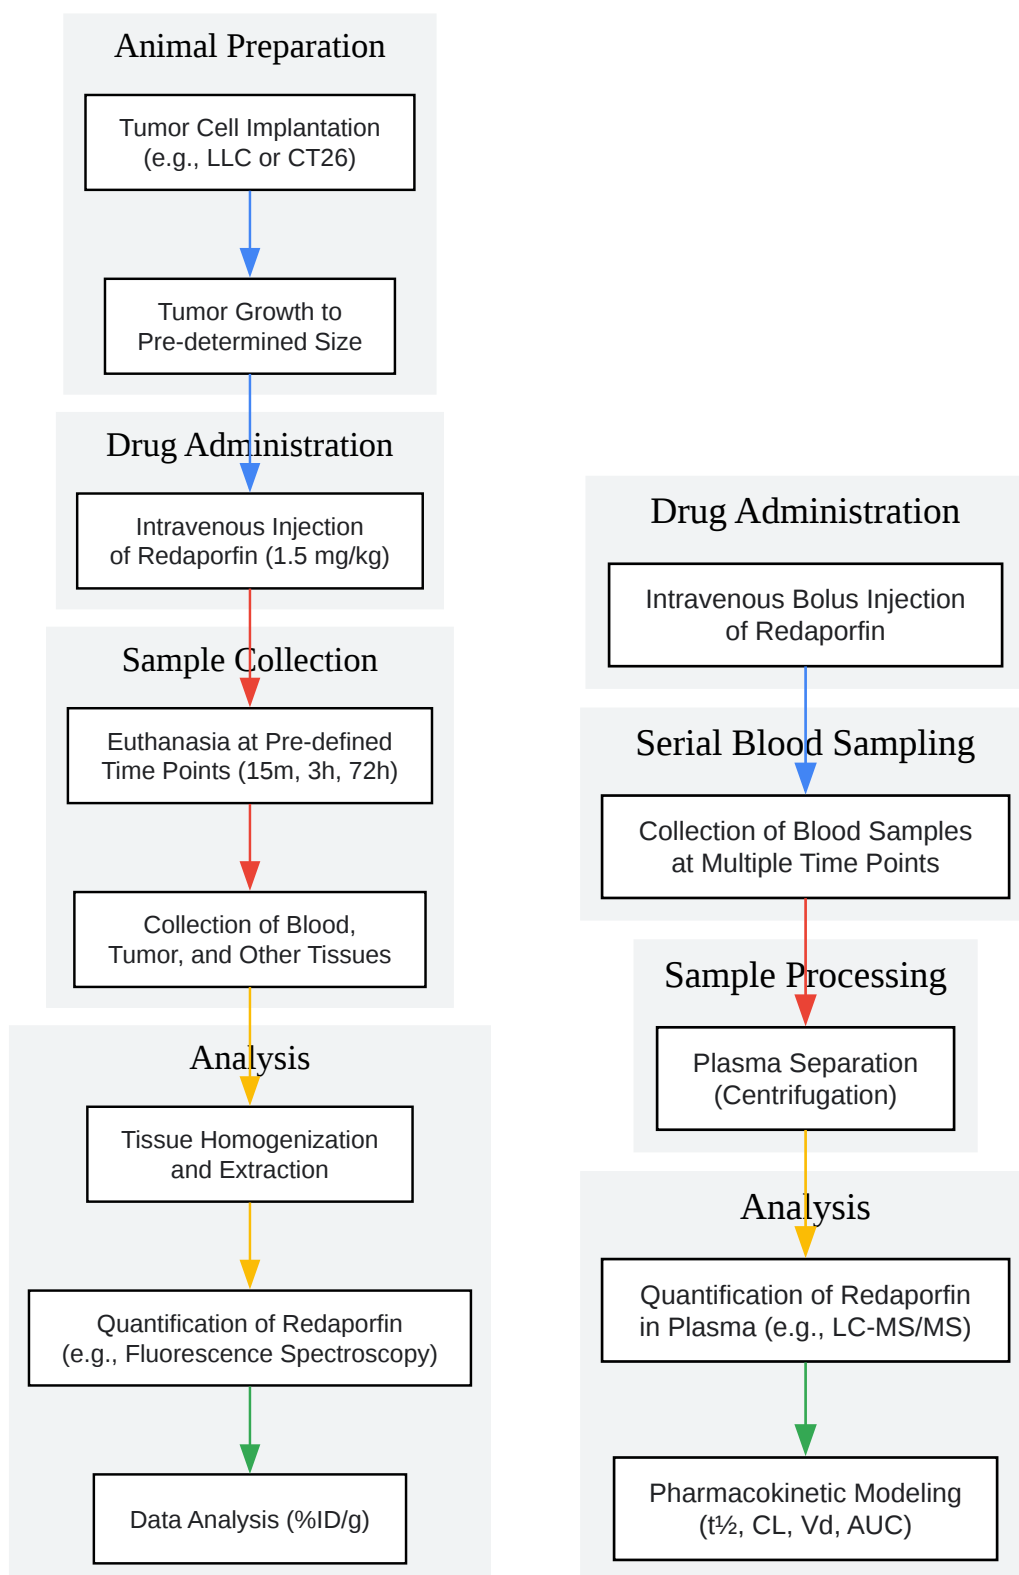 Animal Preparation
Tumor Cell Implantation
(e.g., LLC or CT26)
Tumor Growth to
Pre-determined Size
Drug Administration
Intravenous Injection
of Redaporfin (1.5 mg/kg)
Sample Collection
Euthanasia at Pre-defined
Time Points (15m, 3h, 72h)
Collection of Blood,
Tumor, and Other Tissues
Analysis
Tissue Homogenization
and Extraction
Quantification of Redaporfin
(e.g., Fluorescence Spectroscopy)
Data Analysis (%ID/g)
Drug Administration
Intravenous Bolus Injection
of Redaporfin
Serial Blood Sampling
Collection of Blood Samples
at Multiple Time Points
Sample Processing
Plasma Separation
(Centrifugation)
Analysis
Quantification of Redaporfin
in Plasma (e.g., LC-MS/MS)
Pharmacokinetic Modeling
(t½, CL, Vd, AUC)